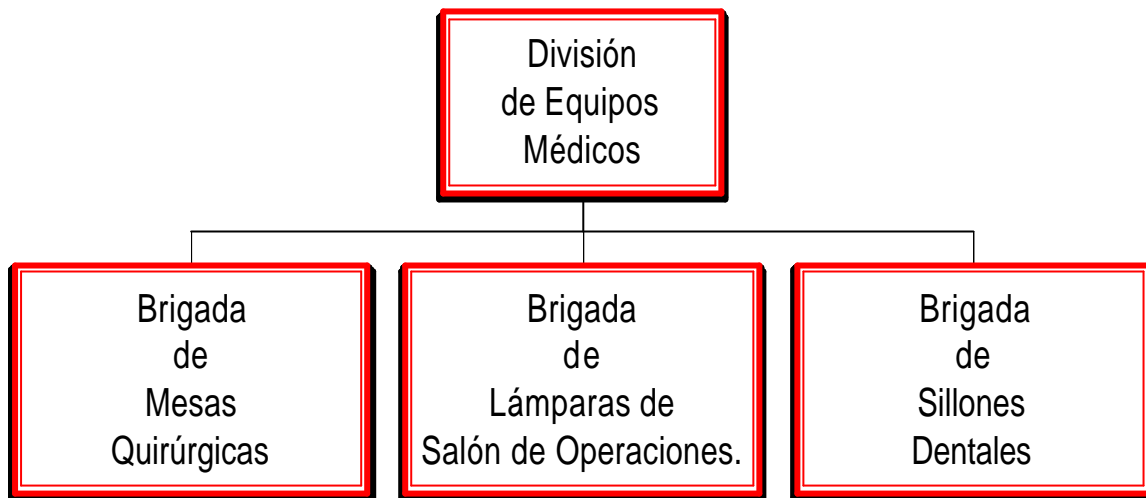 División
de Equipos
Médicos
Brigada
de
Mesas
Quirúrgicas
Brigada
de
Lámparas de
Salón de Operaciones.
Brigada
de
Sillones
Dentales